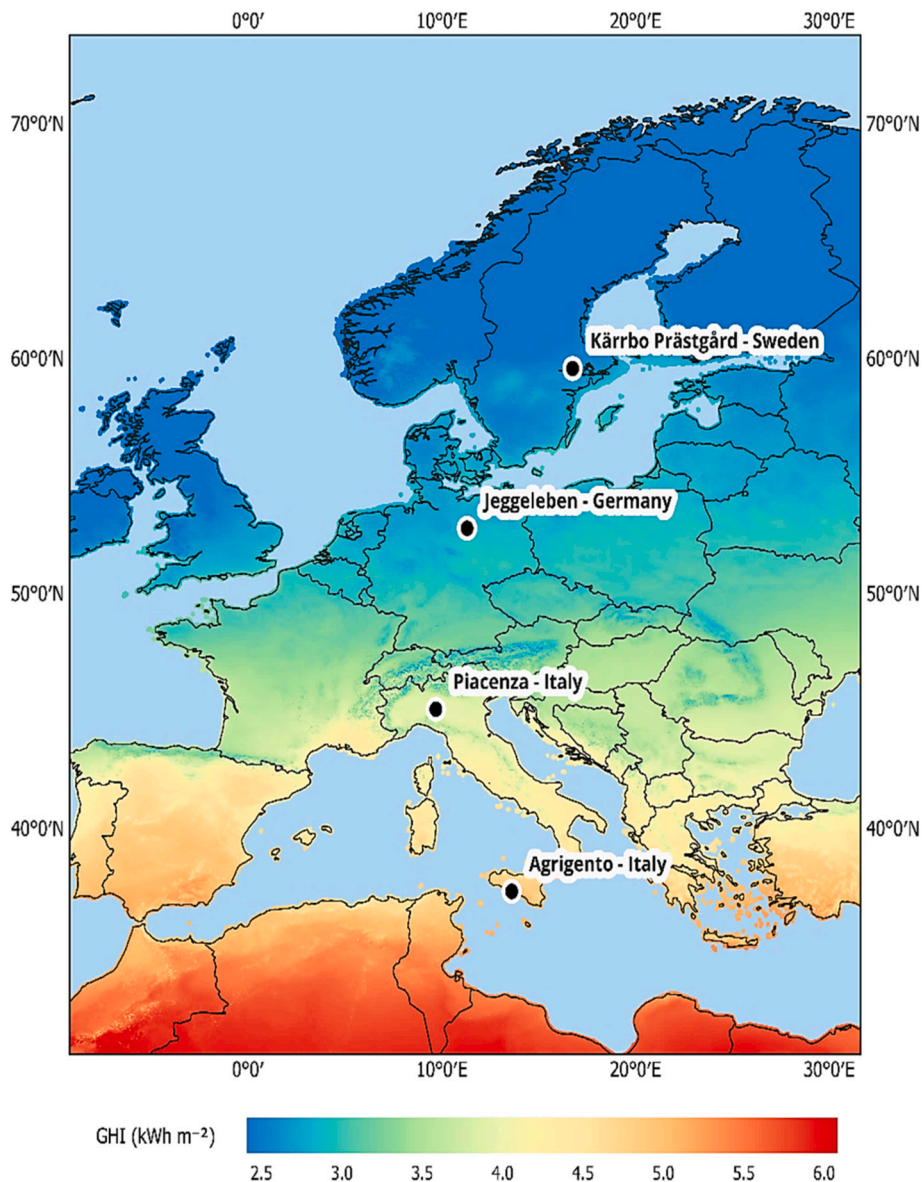 0°0′ 10°0′E 20°0′E 30°0′E
70°0′N 70°0′N
Kärrbo Prästgård - Sweden
60°0′N 60°0′N
Jeggeleben - Germany
50°0′N 50°0′N
Piacenza - Italy
40°0′N 40°0′N
Agrigento - Italy
0°0′ 10°0′E 20°0′E 30°0′E
GHI (kWh m⁻²)
2.5 3.0 3.5 4.0 4.5 5.0 5.5 6.0